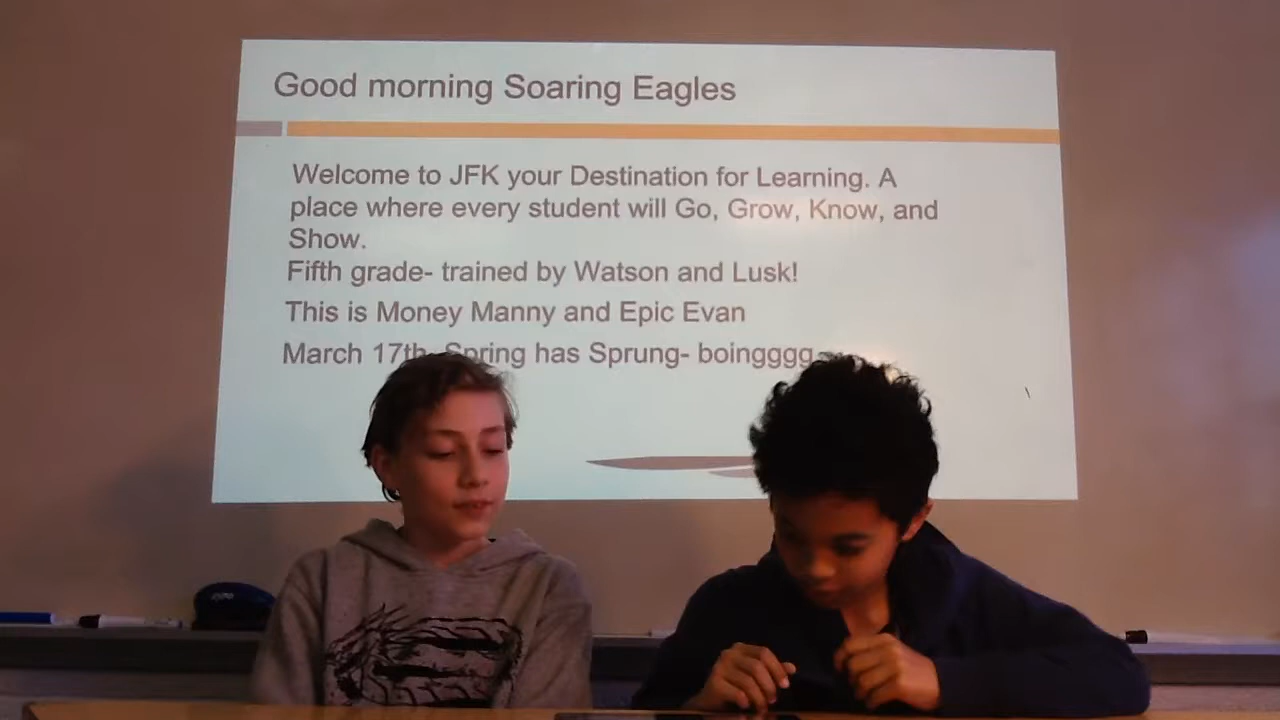 Good morning Soaring Eagles
Welcome to JFK your Destination for Learning. A
place where every student will Go, Grow, Know, and
Show.
Fifth grade- trained by Watson and Lusk!
This is Money Manny and Epic Evan
March 17th- Spring has Sprung- boingggg
EXPO